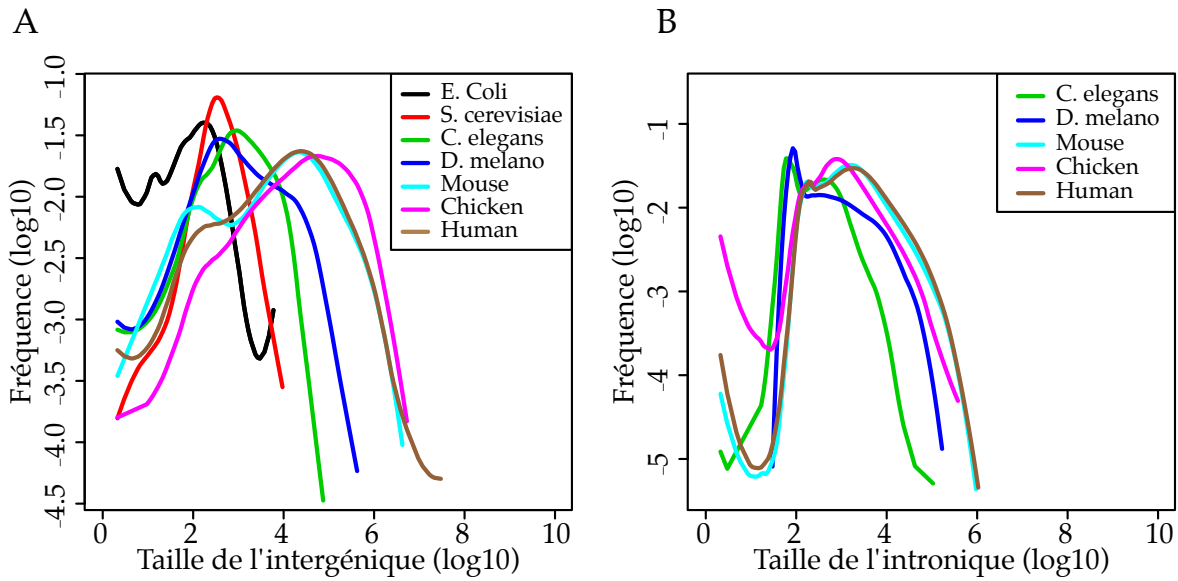 A
Fréquence (log10)
-1.0
-1.5
-2.0
-2.5
-3.0
-3.5
-4.0
-4.5
E. Coli
S. cerevisiae
C. elegans
D. melano
Mouse
Chicken
Human
0 2 4 6 8 10
Taille de l'intergénique (log10)
B
Fréquence (log10)
-1
-2
-3
-4
-5
C. elegans
D. melano
Mouse
Chicken
Human
0 2 4 6 8 10
Taille de l'intronique (log10)